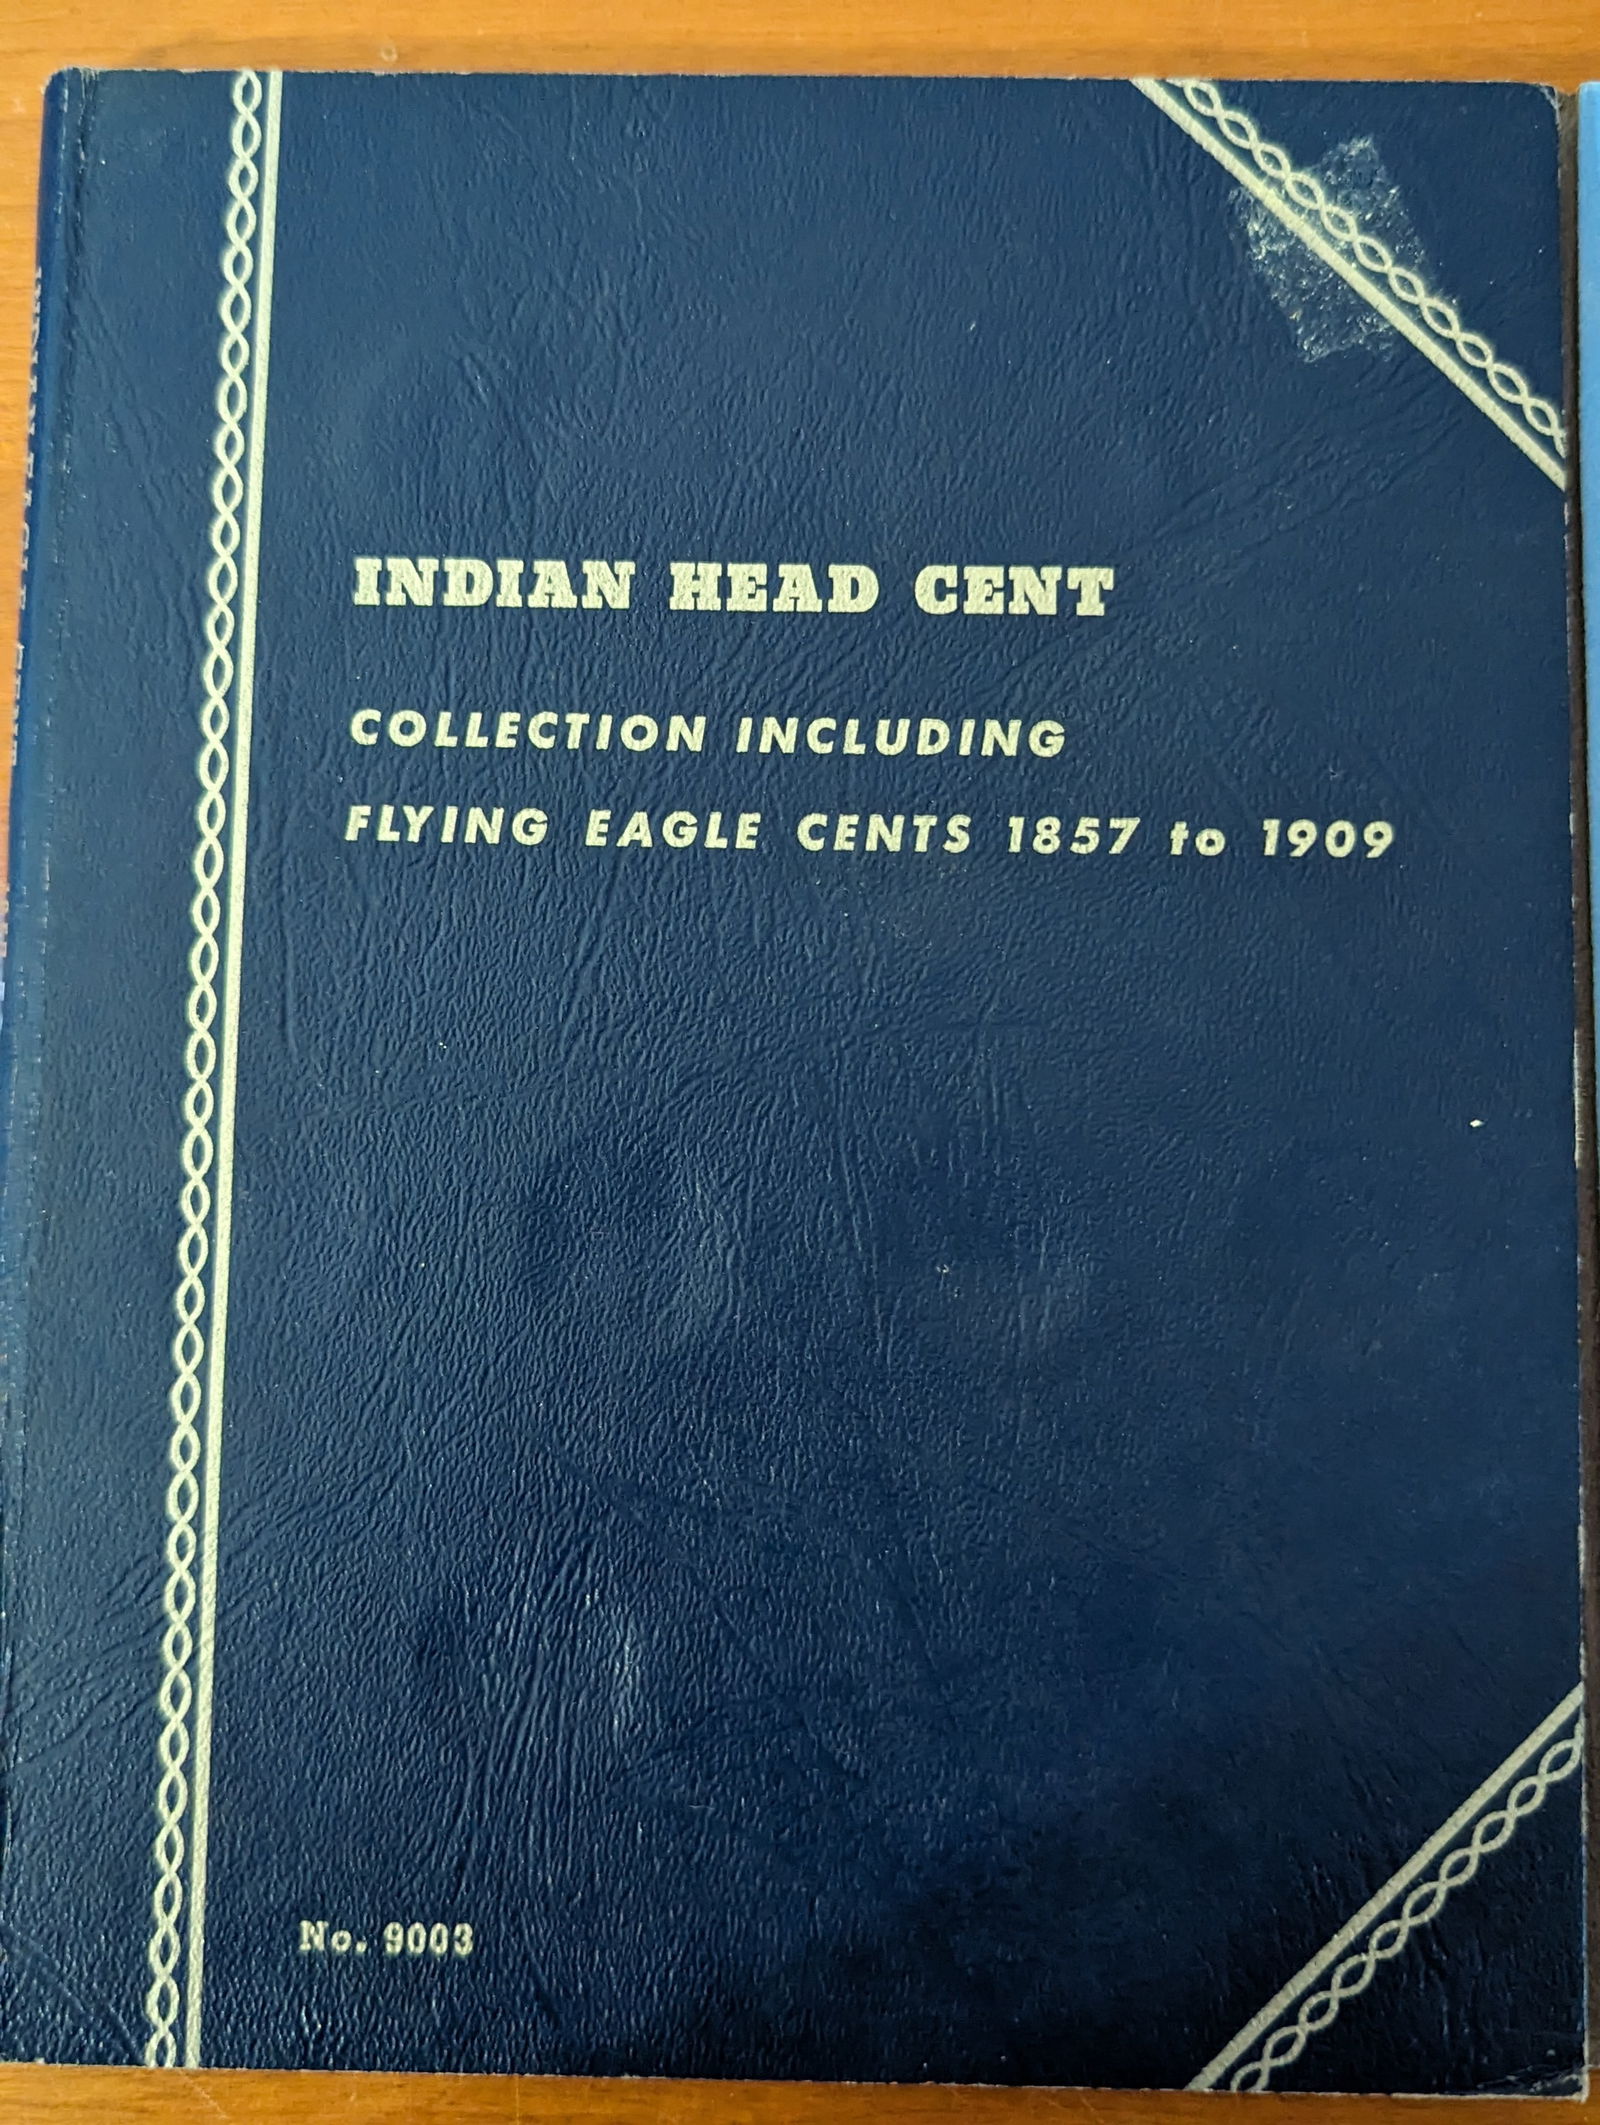 INDIAN HEAD CENT
COLLECTION INCLUDING
FLYING EAGLE CENTS 1857 to 1909
No. 9003